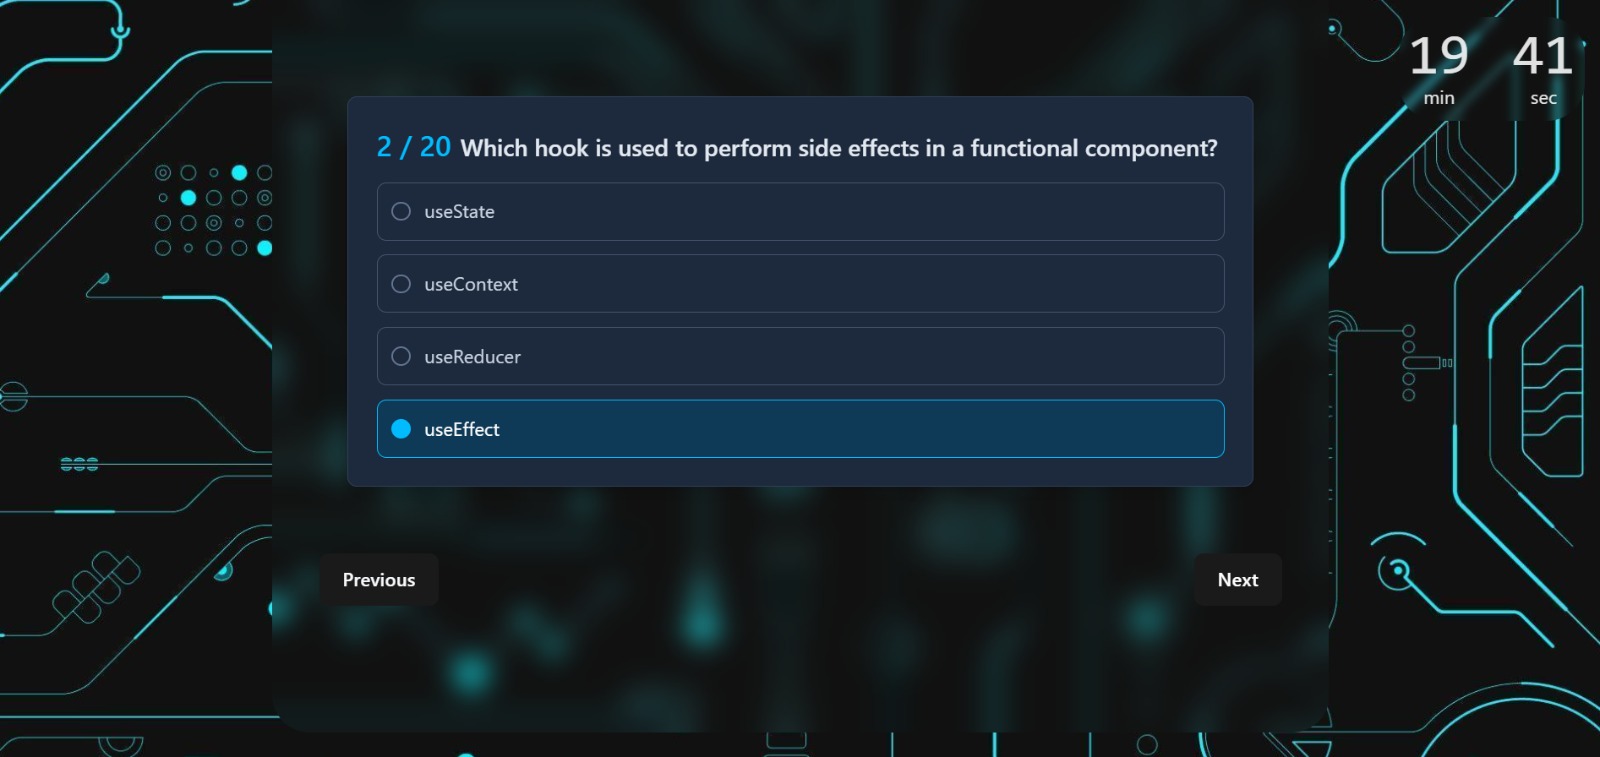 19 41
min sec
2 / 20 Which hook is used to perform side effects in a functional component?
useState
useContext
useReducer
useEffect
Previous Next